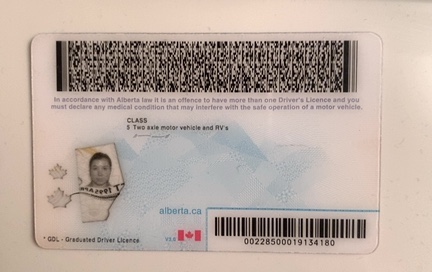 In accordance with Alberta law it is an offence to have more than one Driver's Licence and you
must declare any medical condition that may interfere with the safe operation of a motor vehicle.
CLASS
5 Two axle motor vehicle and RV's
alberta.ca
* GDL - Graduated Driver Licence
V3.0
00228500019134180